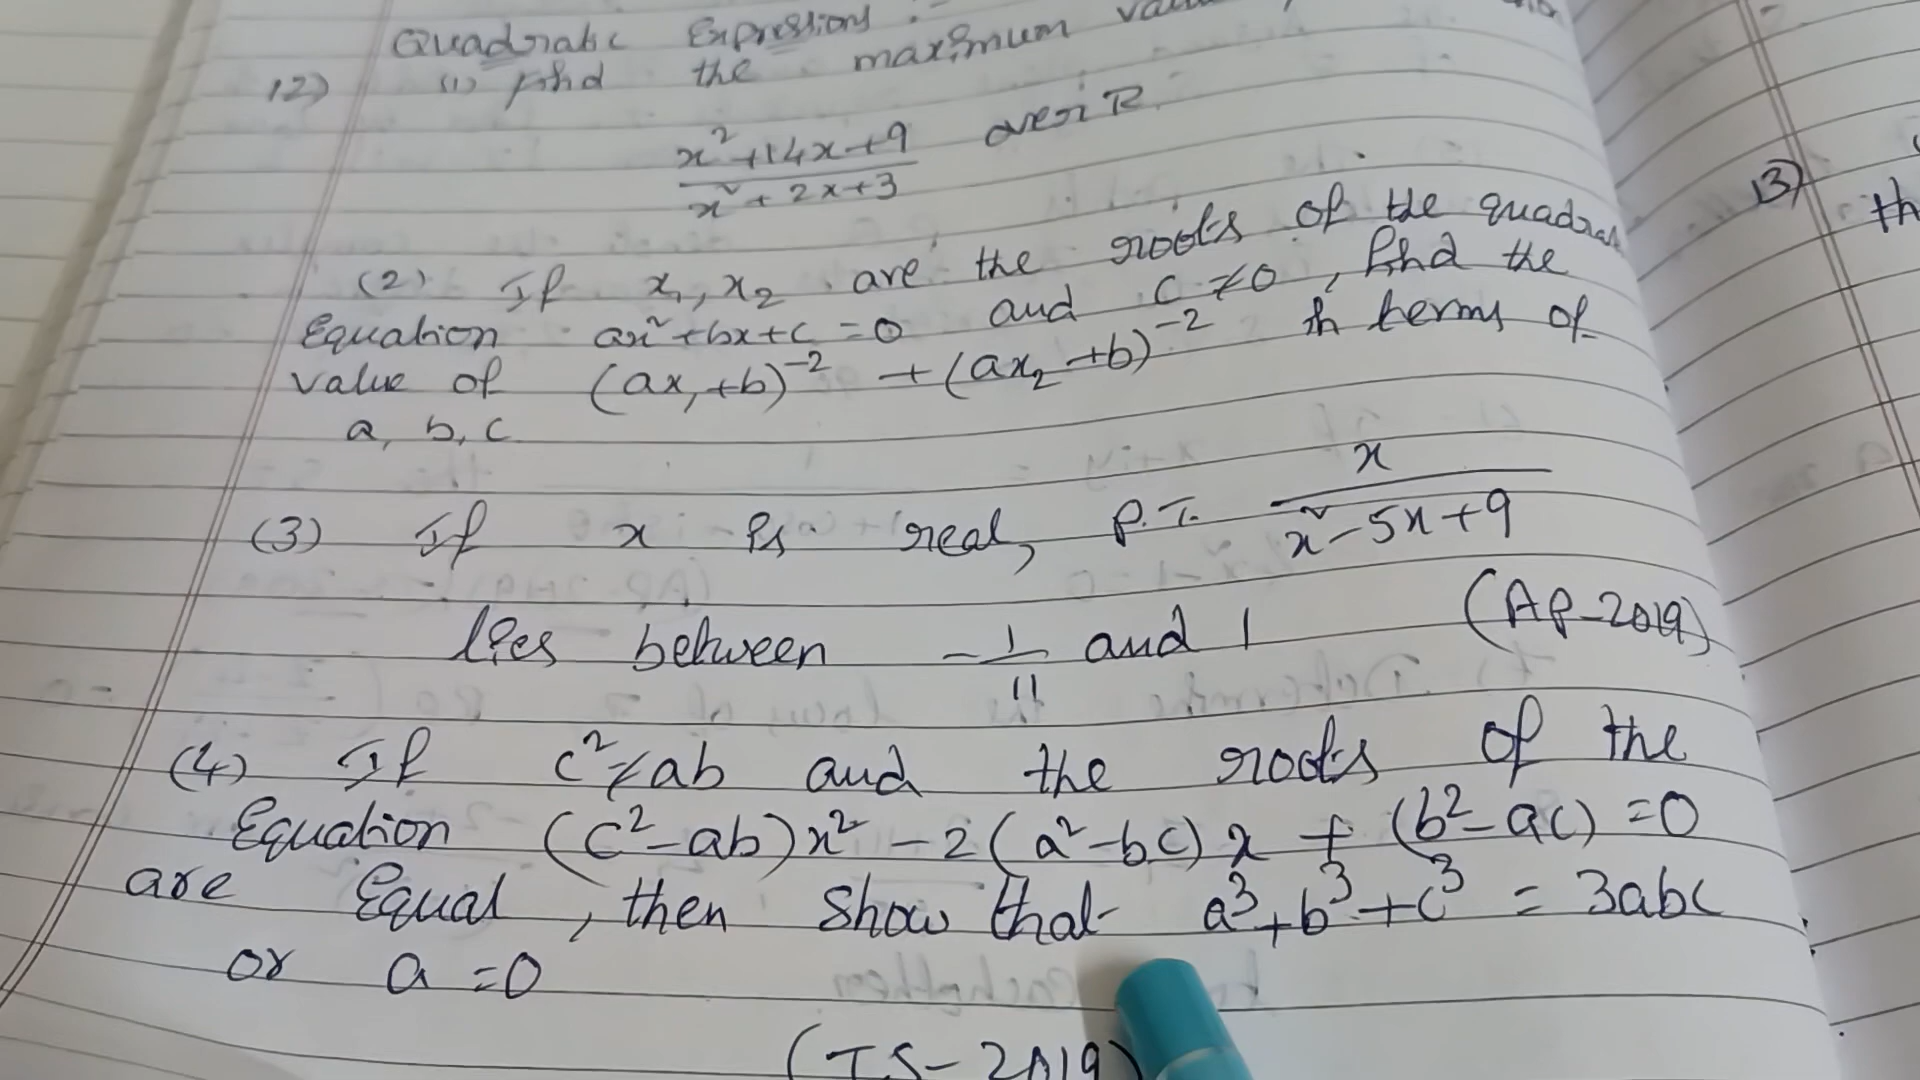 Quadratic Expressions :-
12) (1) find the maximum
x²+14x+9 over R
x²+2x+3
(2) If x₁, x₂ are the roots of the quadra
Equation ax²+bx+c=0 and c≠0, find the
value of (ax₁+b)⁻² + (ax₂+b)⁻² in terms of
a, b, c
(3) If x is real, P.T. x
x²-5x+9
lies between -1/11 and 1 (AP-2019)
(4) If c²≠ab and the roots of the
Equation (c²-ab)x² - 2(a²-bc)x + (b²-ac) = 0
are Equal, then show that a³+b³+c³ = 3abc
or a=0
(TS-2019)
13)
th